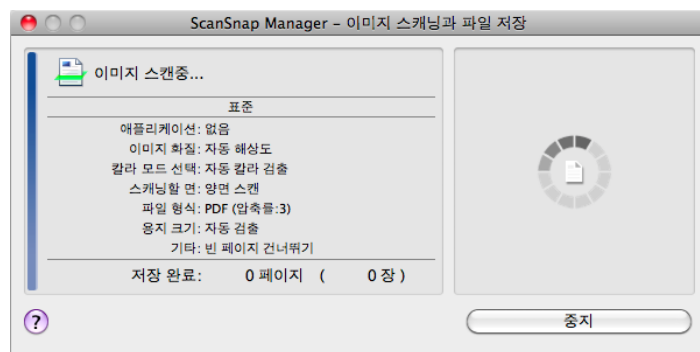 ScanSnap Manager – 이미지 스캐닝과 파일 저장
이미지 스캔중...
표준
애플리케이션: 없음
이미지 화질: 자동 해상도
칼라 모드 선택: 자동 칼라 검출
스캐닝할 면: 양면 스캔
파일 형식: PDF (압축률:3)
용지 크기: 자동 검출
기타: 빈 페이지 건너뛰기
저장 완료: 0 페이지 ( 0 장 )
? 중지